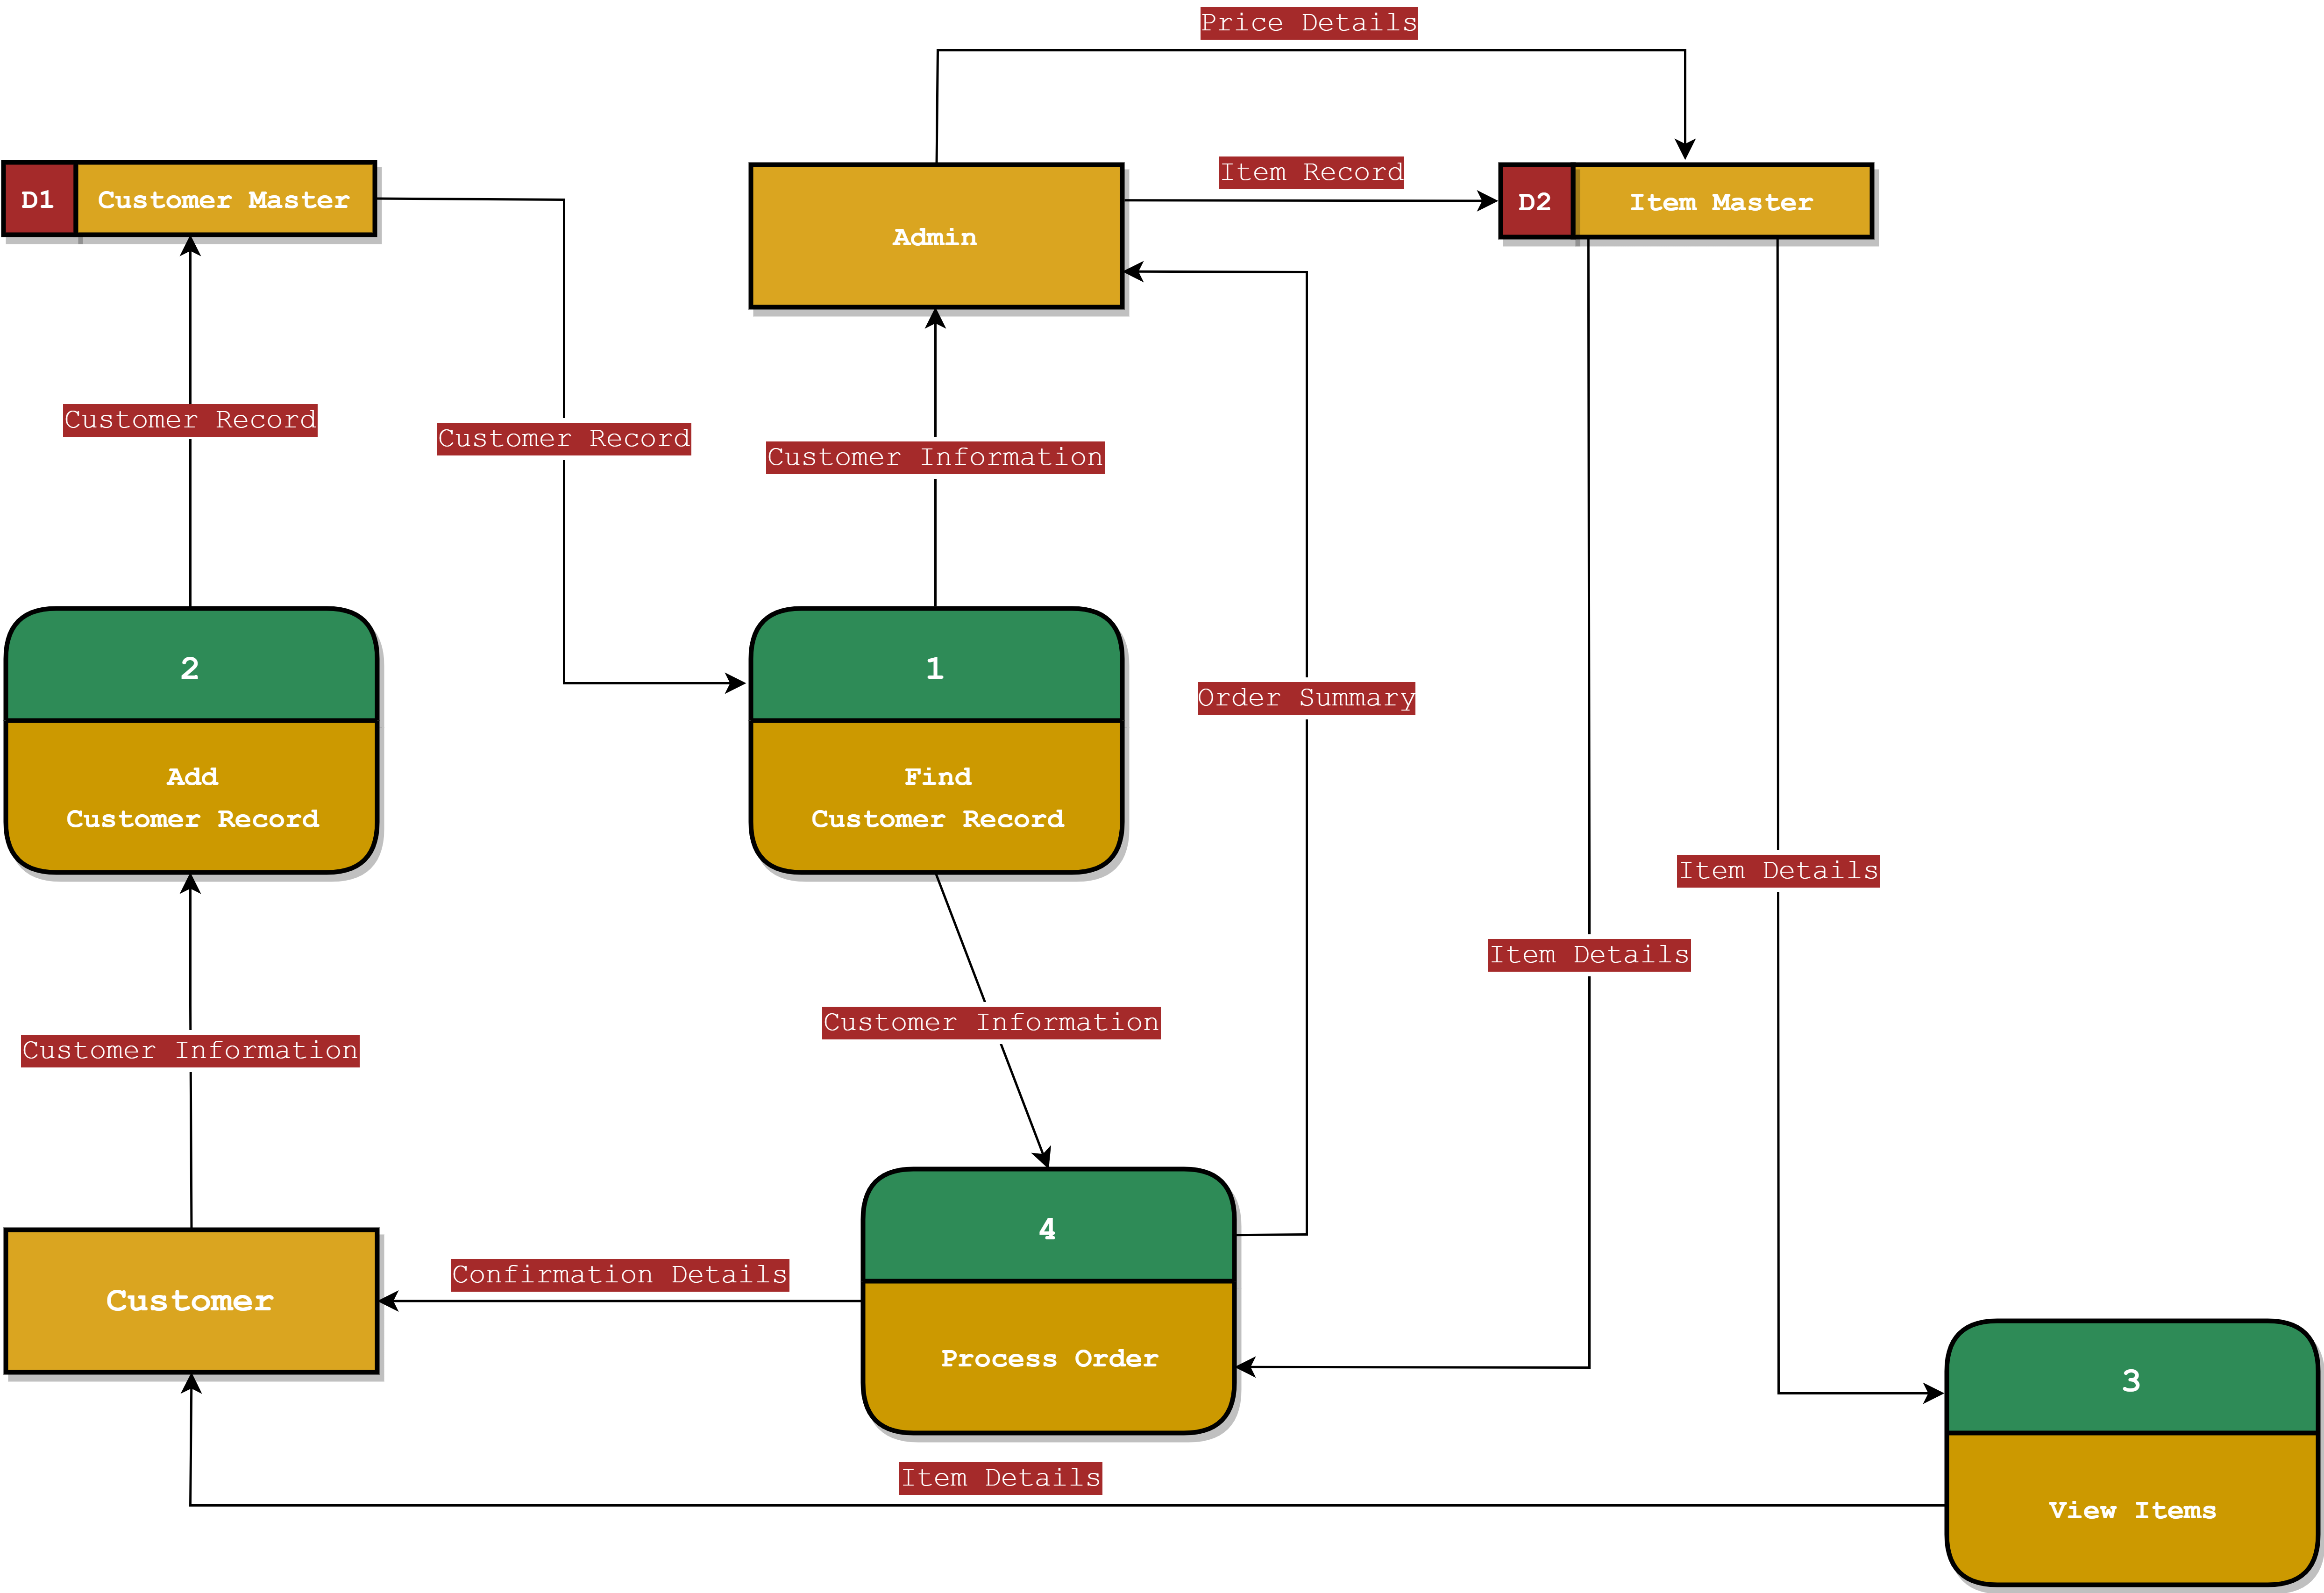 Price Details
Item Record
D1
Customer Master
Admin
D2
Item Master
Customer Record
Customer Record
Customer Information
2
Add
Customer Record
1
Find
Customer Record
Order Summary
Item Details
Item Details
Customer Information
Customer Information
4
Process Order
Confirmation Details
Customer
3
View Items
Item Details